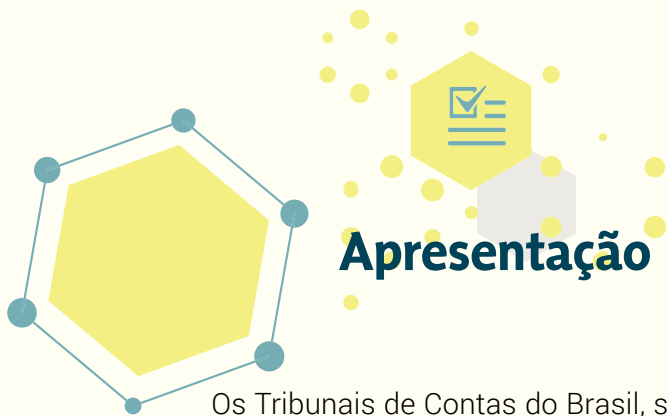 Apresentação
Os Tribunais de Contas do Brasil, s